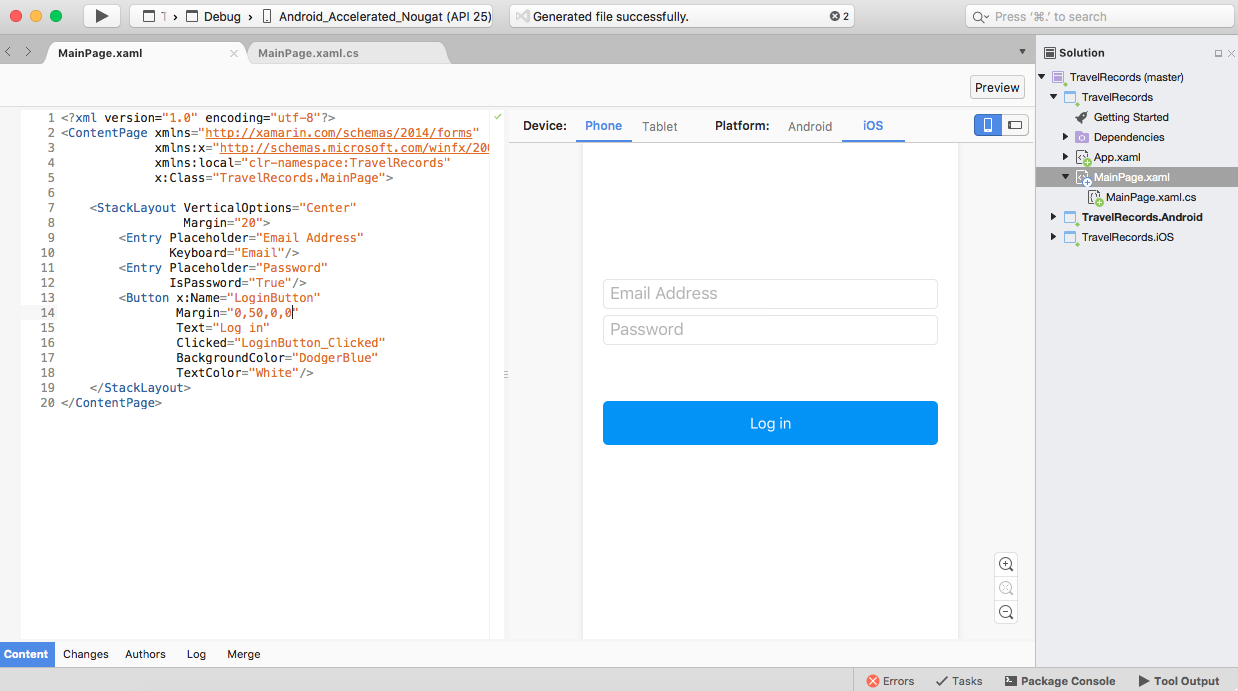 T › Debug › Android_Accelerated_Nougat (API 25)
Generated file successfully.
2
Press ‘⌘.’ to search
MainPage.xaml
MainPage.xaml.cs
Preview
1 <?xml version="1.0" encoding="utf-8"?>
2 <ContentPage xmlns="http://xamarin.com/schemas/2014/forms"
3 xmlns:x="http://schemas.microsoft.com/winfx/200
4 xmlns:local="clr-namespace:TravelRecords"
5 x:Class="TravelRecords.MainPage">
6
7 <StackLayout VerticalOptions="Center"
8 Margin="20">
9 <Entry Placeholder="Email Address"
10 Keyboard="Email"/>
11 <Entry Placeholder="Password"
12 IsPassword="True"/>
13 <Button x:Name="LoginButton"
14 Margin="0,50,0,0"
15 Text="Log in"
16 Clicked="LoginButton_Clicked"
17 BackgroundColor="DodgerBlue"
18 TextColor="White"/>
19 </StackLayout>
20 </ContentPage>
Device: Phone Tablet Platform: Android iOS
Email Address
Password
Log in
Solution
TravelRecords (master)
TravelRecords
Getting Started
Dependencies
App.xaml
MainPage.xaml
MainPage.xaml.cs
TravelRecords.Android
TravelRecords.iOS
Content Changes Authors Log Merge
Errors Tasks Package Console Tool Output